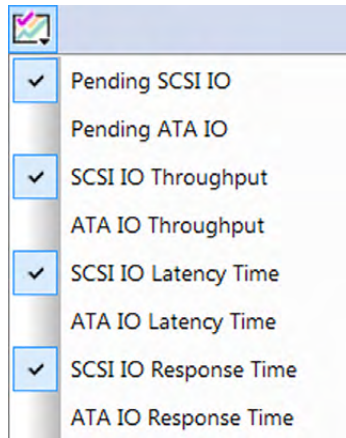 Pending SCSI IO
Pending ATA IO
SCSI IO Throughput
ATA IO Throughput
SCSI IO Latency Time
ATA IO Latency Time
SCSI IO Response Time
ATA IO Response Time